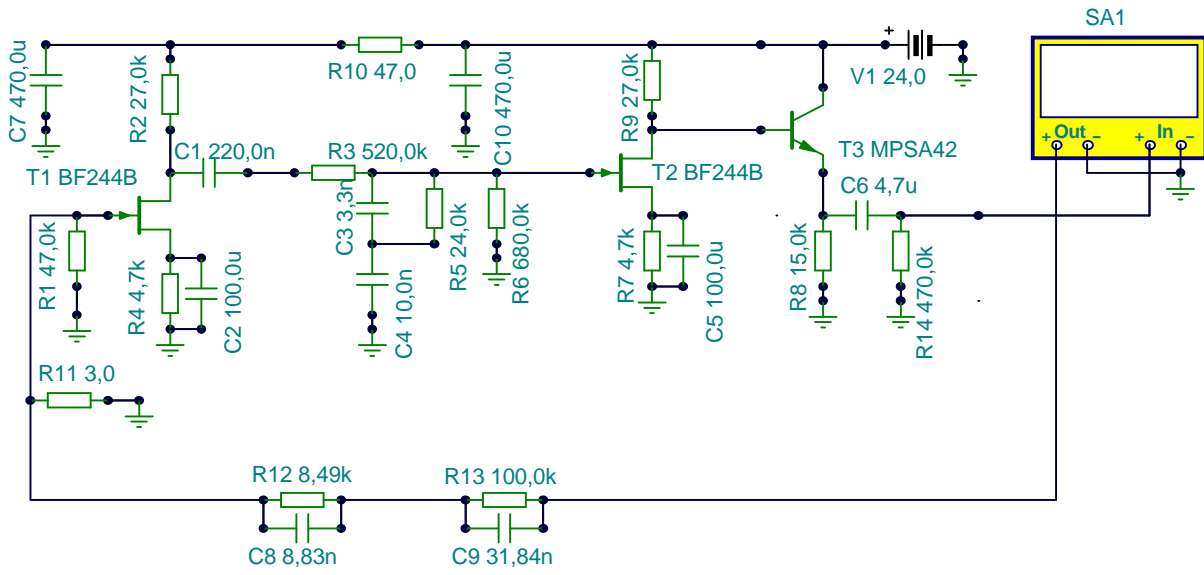 SA1
+
R10 47,0
V1 24,0
C7 470,0u
R2 27,0k
C10 470,0u
R9 27,0k
+ Out − + In −
C1 220,0n
R3 520,0k
T1 BF244B
T2 BF244B
T3 MPSA42
C6 4,7u
C3 3,3n
R5 24,0k
R6 680,0k
R1 47,0k
R4 4,7k
C2 100,0u
C4 10,0n
R7 4,7k
C5 100,0u
R8 15,0k
R14 470,0k
R11 3,0
R12 8,49k
R13 100,0k
C8 8,83n
C9 31,84n